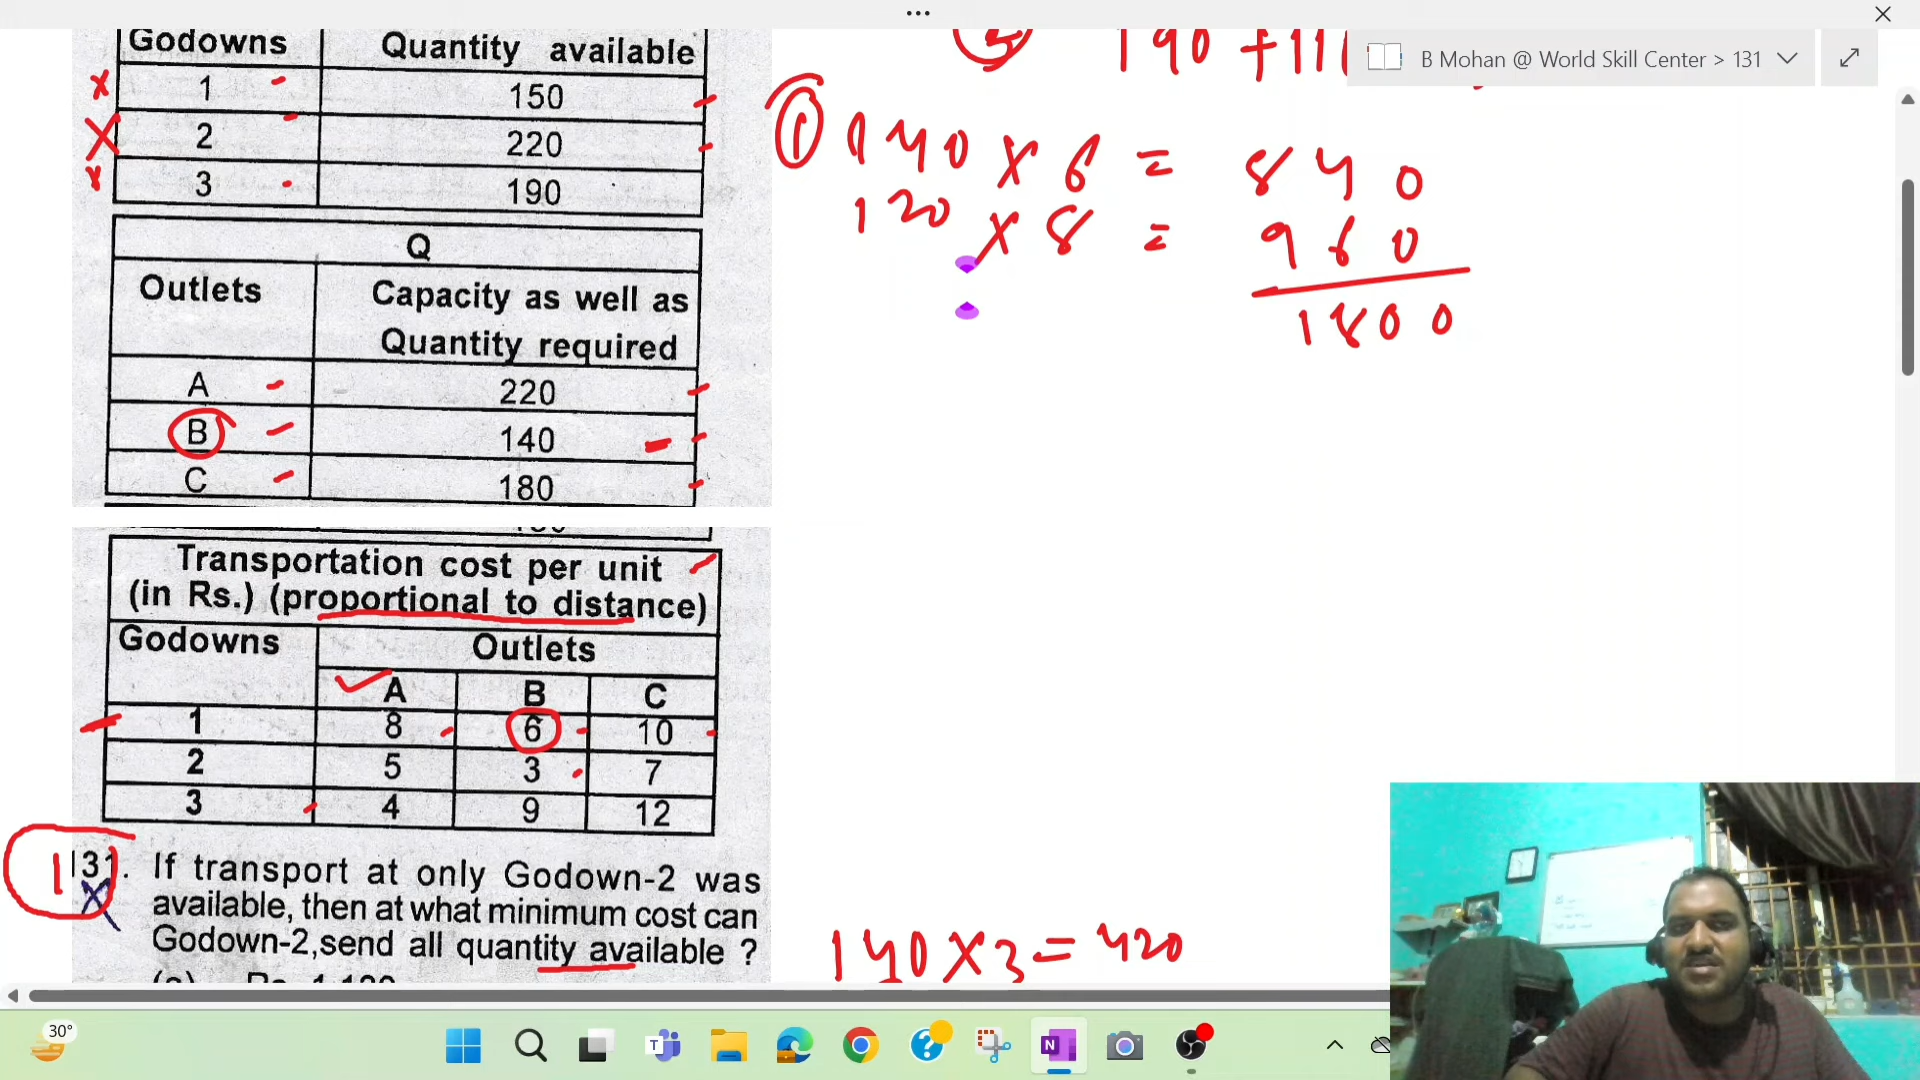 ...
B Mohan @ World Skill Center > 131
Godowns Quantity available
1 150
2 220
3 190
Q
Outlets Capacity as well as
Quantity required
A 220
B 140
C 180
Transportation cost per unit
(in Rs.) (proportional to distance)
Godowns Outlets
A B C
1 8 6 10
2 5 3 7
3 4 9 12
131. If transport at only Godown-2 was
available, then at what minimum cost can
Godown-2, send all quantity available ?
1 140 x 6 = 840
120 x 8 = 960
1800
140 x 3 = 420
30°